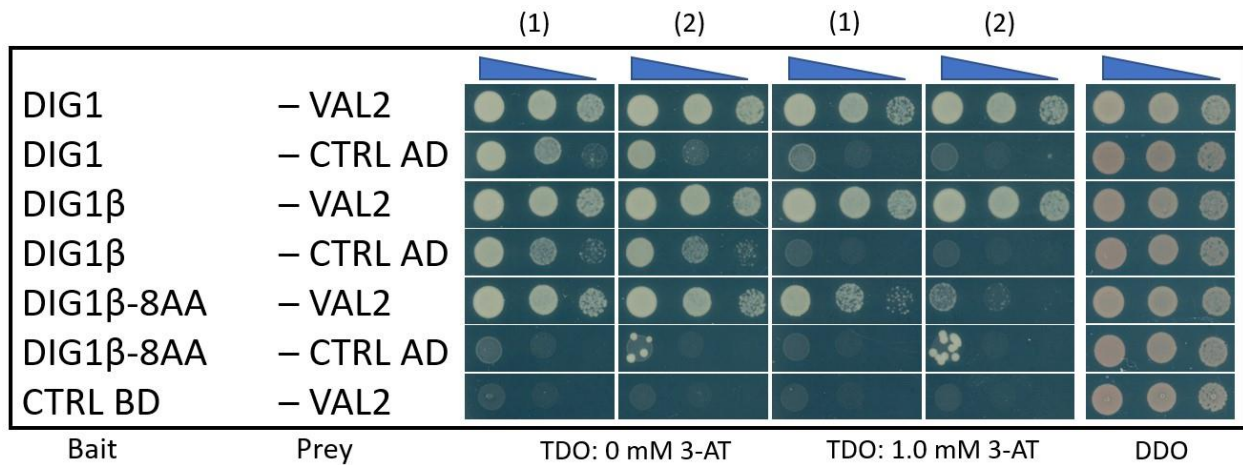 (1) (2) (1) (2)
DIG1 – VAL2
DIG1 – CTRL AD
DIG1β – VAL2
DIG1β – CTRL AD
DIG1β-8AA – VAL2
DIG1β-8AA – CTRL AD
CTRL BD – VAL2
Bait Prey TDO: 0 mM 3-AT TDO: 1.0 mM 3-AT DDO